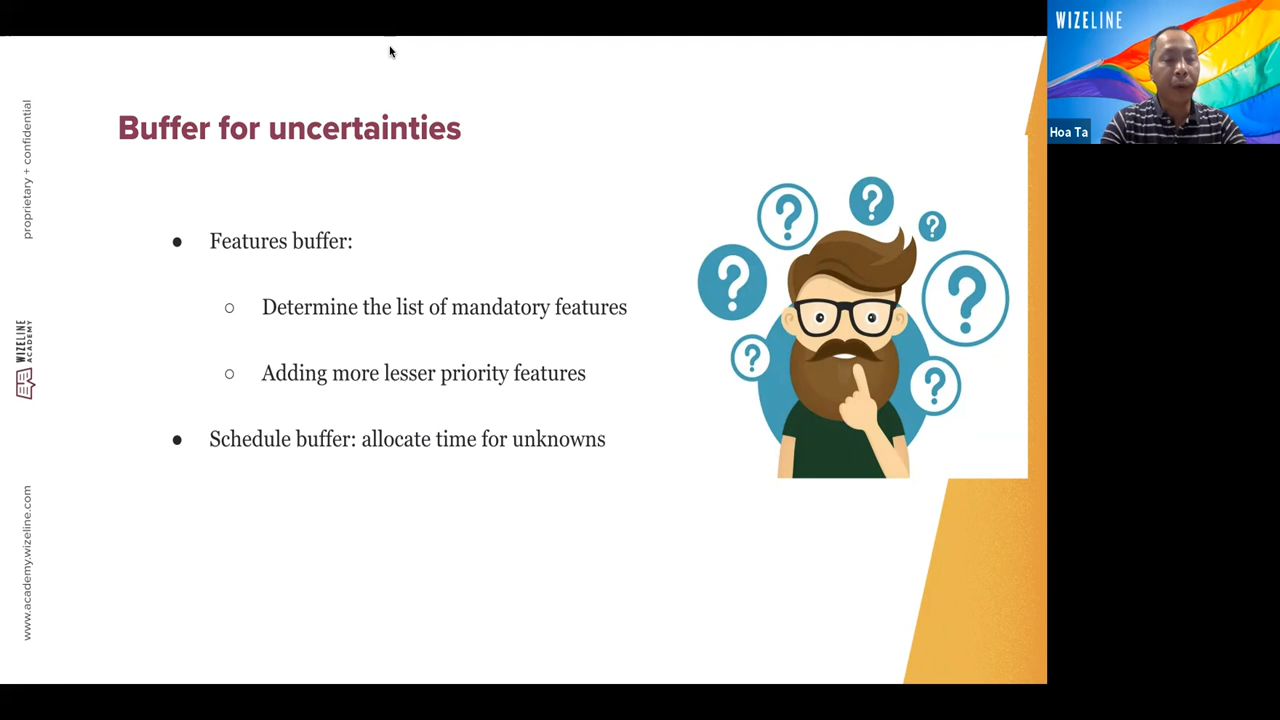 Buffer for uncertainties
● Features buffer:
○ Determine the list of mandatory features
○ Adding more lesser priority features
● Schedule buffer: allocate time for unknowns
proprietary + confidential
WIZELINE
ACADEMY
www.academy.wizeline.com
? ? ? ? ? ? ?
WIZELINE
Hoa Ta